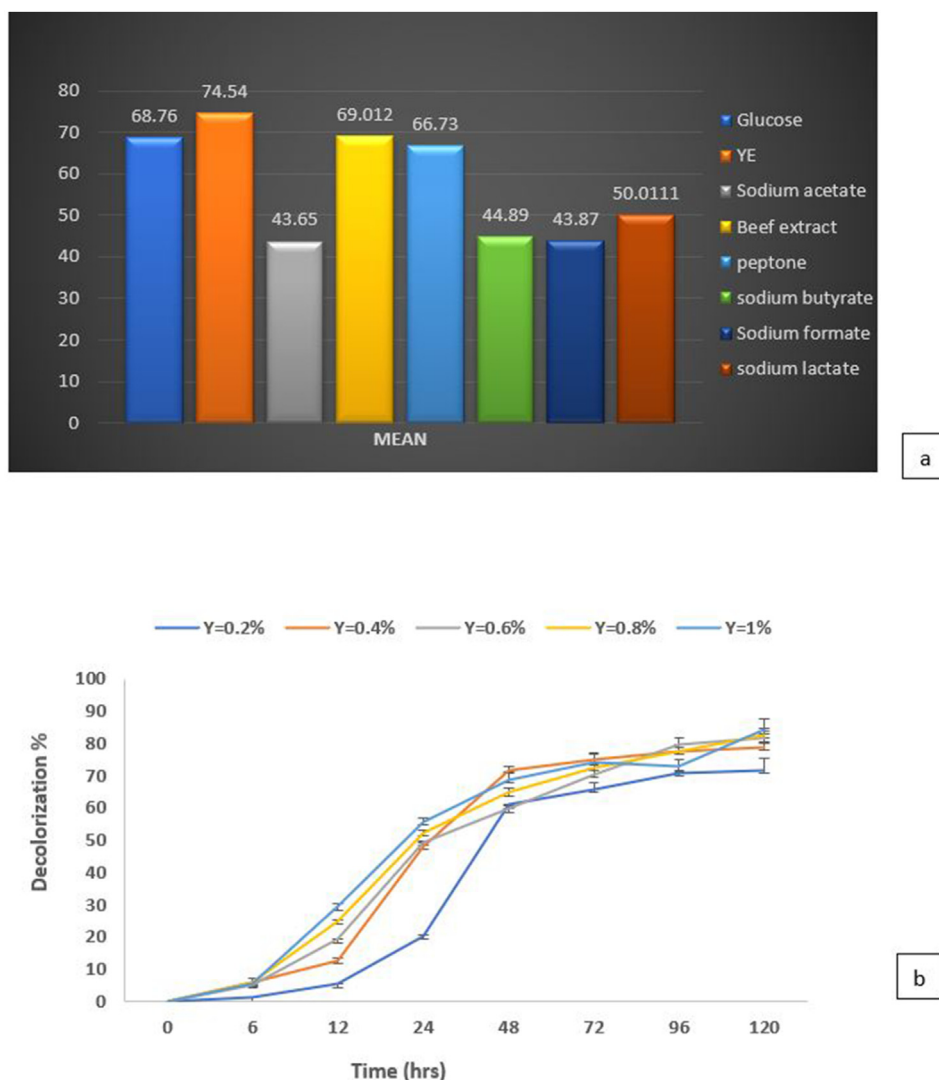 80
70
60
50
40
30
20
10
0
68.76
74.54
43.65
69.012
66.73
44.89
43.87
50.0111
MEAN
Glucose
YE
Sodium acetate
Beef extract
peptone
sodium butyrate
Sodium formate
sodium lactate
a
Y=0.2% Y=0.4% Y=0.6% Y=0.8% Y=1%
Decolorization %
100
90
80
70
60
50
40
30
20
10
0
0 6 12 24 48 72 96 120
Time (hrs)
b